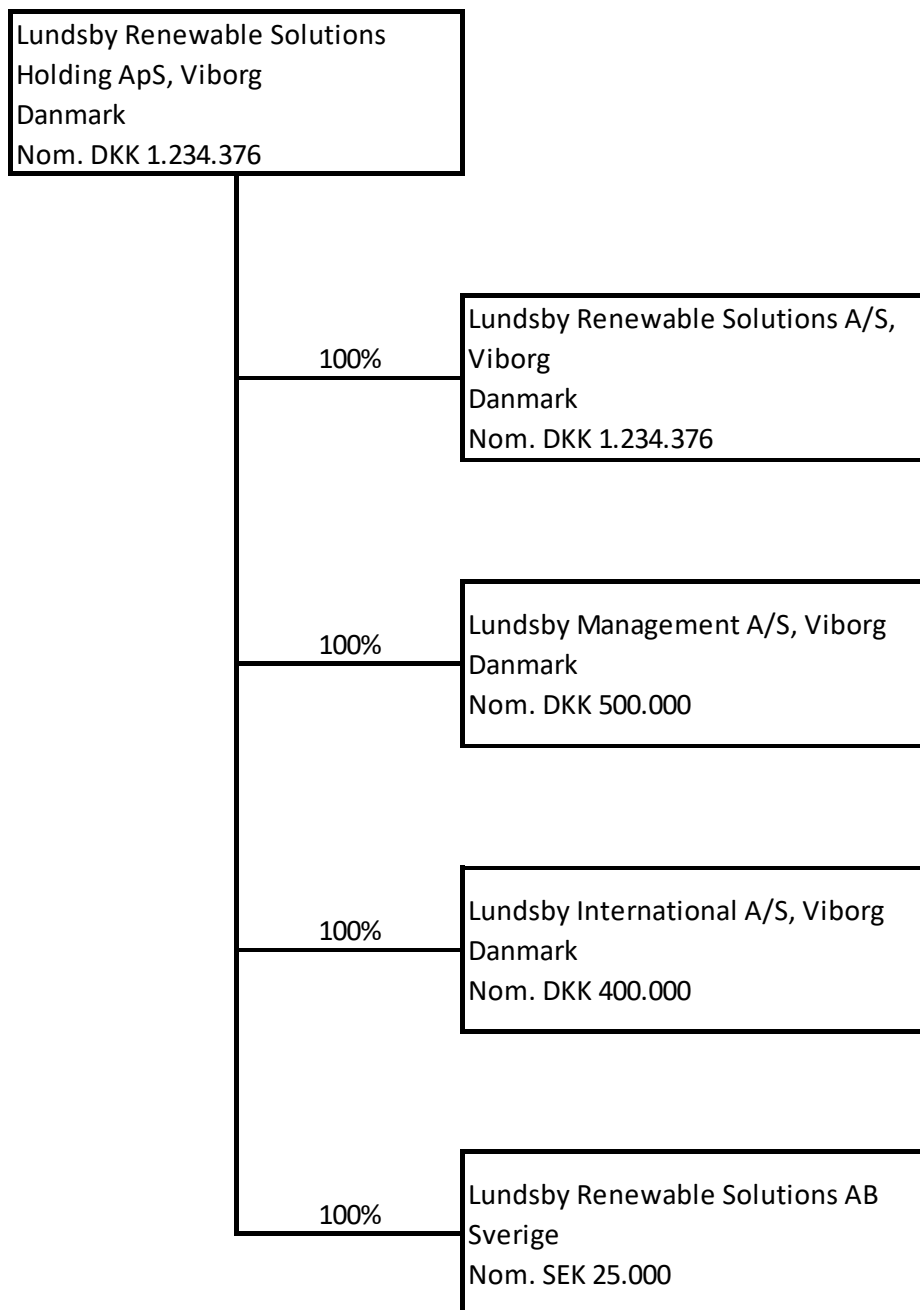 Lundsby Renewable Solutions
Holding ApS, Viborg
Danmark
Nom. DKK 1.234.376
100%
Lundsby Renewable Solutions A/S,
Viborg
Danmark
Nom. DKK 1.234.376
100%
Lundsby Management A/S, Viborg
Danmark
Nom. DKK 500.000
100%
Lundsby International A/S, Viborg
Danmark
Nom. DKK 400.000
100%
Lundsby Renewable Solutions AB
Sverige
Nom. SEK 25.000